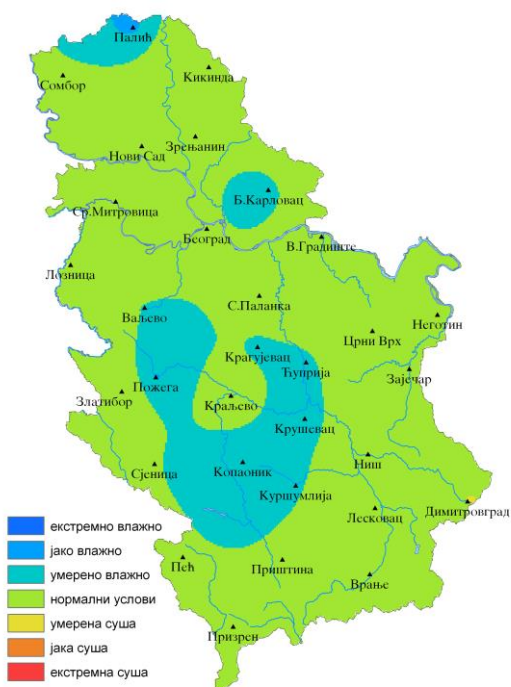 Палић
Сомбор
Кикинда
Зрењанин
Нови Сад
Б.Карловац
Ср.Митровица
Београд
В.Градиште
Лозница
С.Паланка
Ваљево
Неготин
Црни Врх
Крагујевац
Ћуприја
Зајечар
Пожега
Златибор
Краљево
Крушевац
Ниш
Сјеница
Копаоник
Куршумлија
Димитровград
Лесковац
Пећ
Приштина
Врање
Призрен
екстремно влажно
јако влажно
умерено влажно
нормални услови
умерена суша
јака суша
екстремна суша